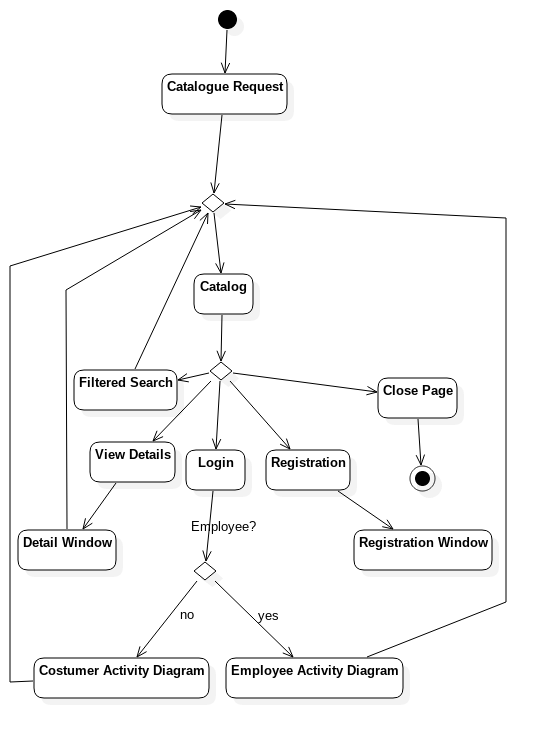 Catalogue Request
Catalog
Filtered Search
Close Page
View Details
Login
Registration
Employee?
Detail Window
Registration Window
no
yes
Costumer Activity Diagram
Employee Activity Diagram